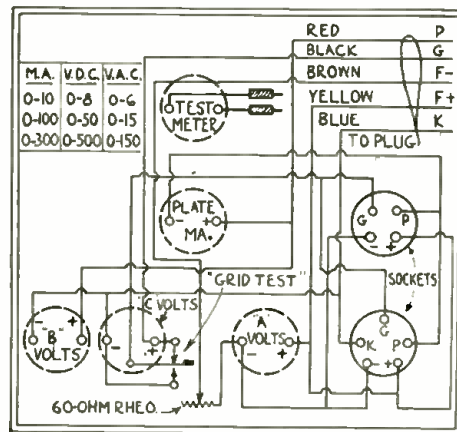 RED P
BLACK G
BROWN F-
YELLOW F+
BLUE K
TO PLUG
M.A. V.D.C. V.A.C.
0-10 0-8 0-6
0-100 0-50 0-15
0-300 0-500 0-150
TEST
METER
PLATE
- +
MA.
G P
- +
SOCKETS
"GRID TEST"
"C" VOLTS
- "B" +
VOLTS
- +
"A"
VOLTS
- +
G
K P
- +
60-OHM RHEO.